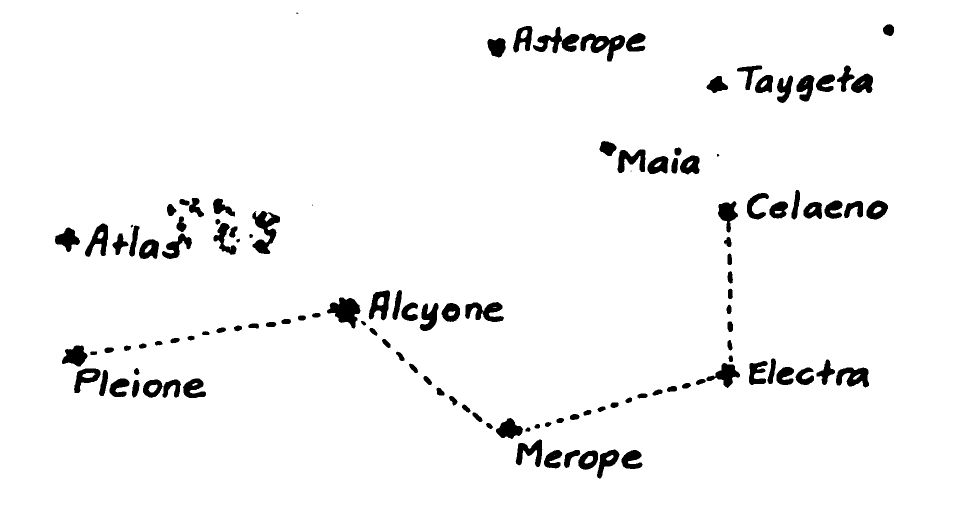 Asterope
Taygeta
Maia
Celaeno
Atlas
Alcyone
Pleione
Electra
Merope